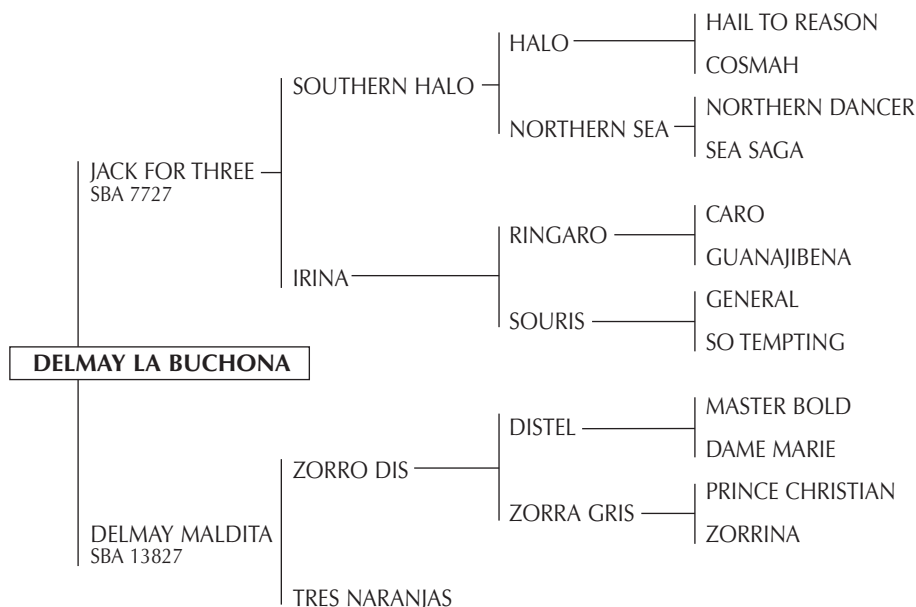 HAIL TO REASON
HALO
COSMAH
SOUTHERN HALO
NORTHERN DANCER
NORTHERN SEA
SEA SAGA
JACK FOR THREE
SBA 7727
CARO
RINGARO
GUANAJIBENA
IRINA
GENERAL
SOURIS
SO TEMPTING
DELMAY LA BUCHONA
MASTER BOLD
DISTEL
DAME MARIE
ZORRO DIS
PRINCE CHRISTIAN
ZORRA GRIS
ZORRINA
DELMAY MALDITA
SBA 13827
TRES NARANJAS